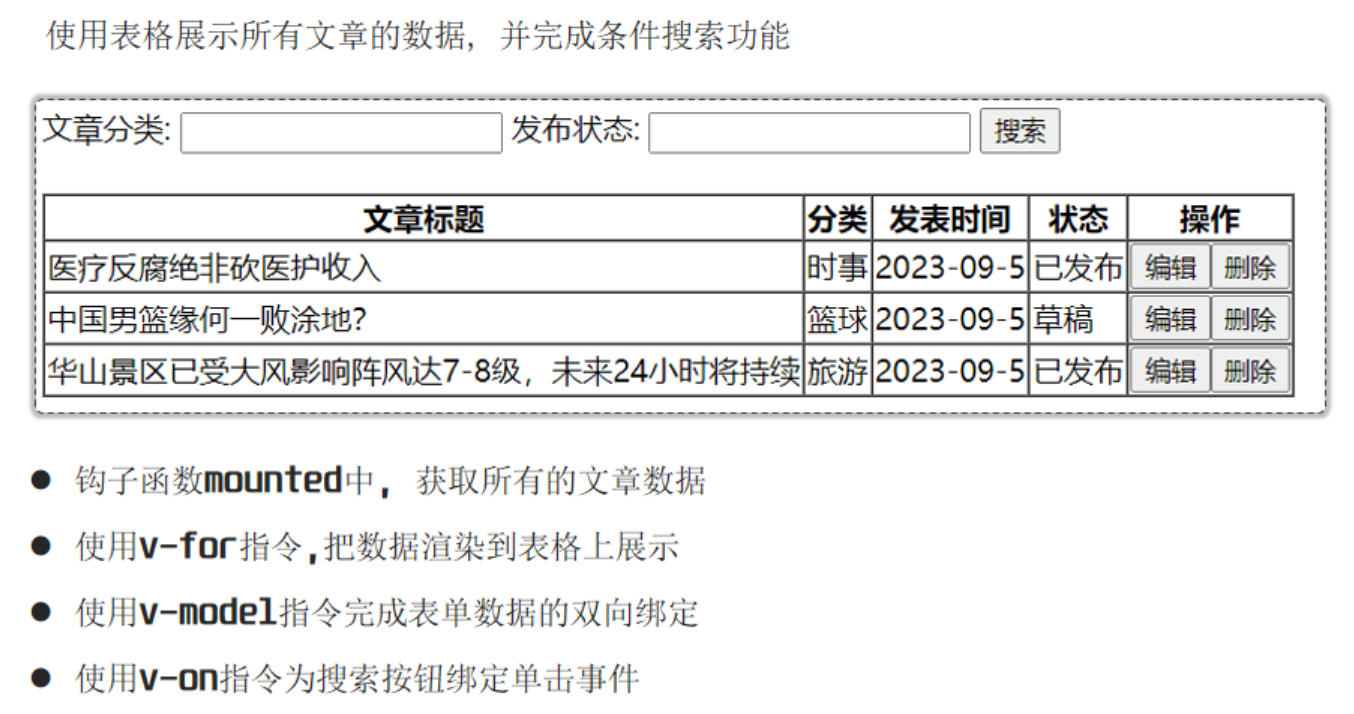 使用表格展示所有文章的数据，并完成条件搜索功能
文章分类: 发布状态: 搜索
文章标题 分类 发表时间 状态 操作
医疗反腐绝非砍医护收入 时事 2023-09-5 已发布 编辑 删除
中国男篮缘何一败涂地? 篮球 2023-09-5 草稿 编辑 删除
华山景区已受大风影响阵风达7-8级，未来24小时将持续 旅游 2023-09-5 已发布 编辑 删除
● 钩子函数mounted中, 获取所有的文章数据
● 使用v-for指令,把数据渲染到表格上展示
● 使用v-model指令完成表单数据的双向绑定
● 使用v-on指令为搜索按钮绑定单击事件